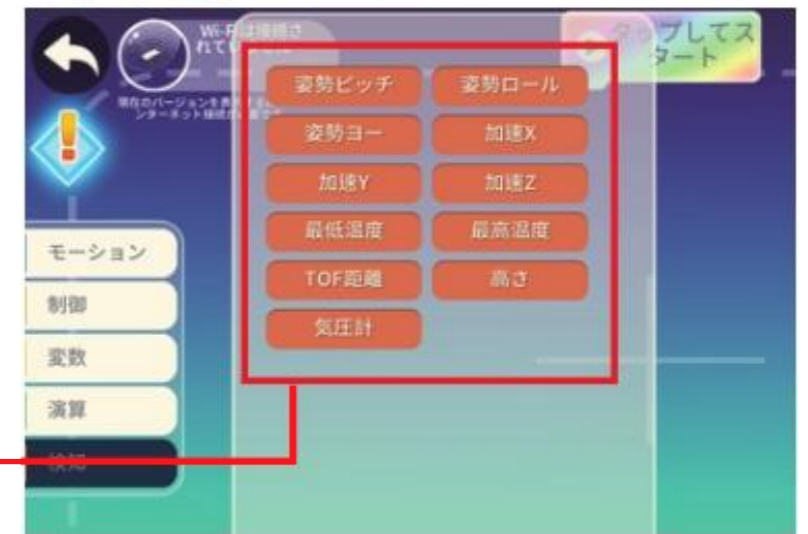 Wi-Fiは接続さ
れていません
タップしてス
タート
姿勢ピッチ
姿勢ロール
姿勢ヨー
加速X
加速Y
加速Z
最低温度
最高温度
TOF距離
高さ
気圧計
モーション
制御
変数
演算
検知